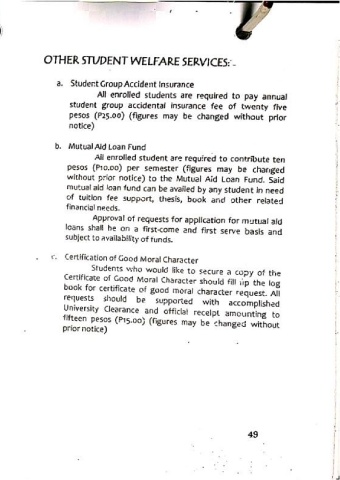 OTHER STUDENT WELFARE SERVICES:
a. Student Group Accident Insurance
All enrolled students are required to pay annual
student group accidental insurance fee of twenty five
pesos (P25.00) (figures may be changed without prior
notice)
b. Mutual Aid Loan Fund
All enrolled student are required to contribute ten
pesos (P10.00) per semester (figures may be changed
without prior notice) to the Mutual Aid Loan Fund. Said
mutual aid loan fund can be availed by any student in need
of tuition fee support, thesis, book and other related
financial needs.
Approval of requests for application for mutual aid
loans shall be on a first-come and first serve basis and
subject to availability of funds.
c. Certification of Good Moral Character
Students who would like to secure a copy of the
Certificate of Good Moral Character should fill up the log
book for certificate of good moral character request. All
requests should be supported with accomplished
University Clearance and official receipt amounting to
fifteen pesos (P15.00) (figures may be changed without
prior notice)
49